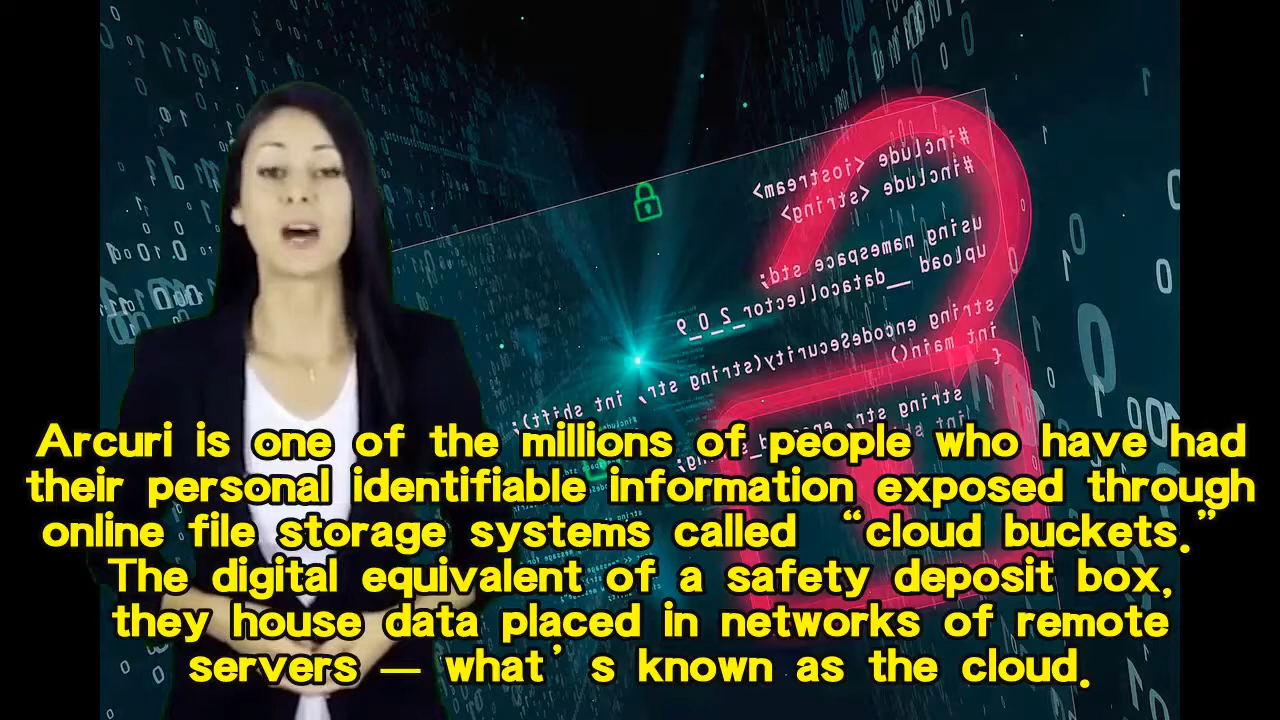 #include <iostream>
#include <string>
using namespace std;
upload __datacollector_2_0_9
string encodeSecurity(string str, int shift);
int main()
{
string str,
Arcuri is one of the millions of people who have had
their personal identifiable information exposed through
online file storage systems called “cloud buckets.”
The digital equivalent of a safety deposit box,
they house data placed in networks of remote
servers — what’s known as the cloud.